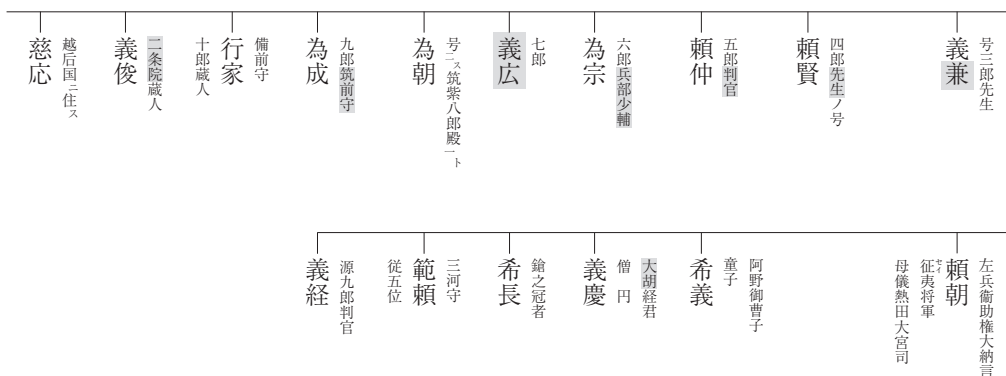 号三郎先生
義兼
四郎先生ノ号
頼賢
五郎判官
頼仲
六郎兵部少輔
為宗
七郎
義広
号ニス筑紫八郎殿一ト
為朝
九郎筑前守
為成
備前守
行家
十郎蔵人
二条院蔵人
義俊
越后国ニ住ス
慈応
左兵衛助権大納言
頼朝
征夷セイ将軍
母儀熱田大宮司
阿野御曹子
希義
童子
大胡経君
義慶
僧　円
鎗之冠者
希長
三河守
範頼
従五位
源九郎判官
義経